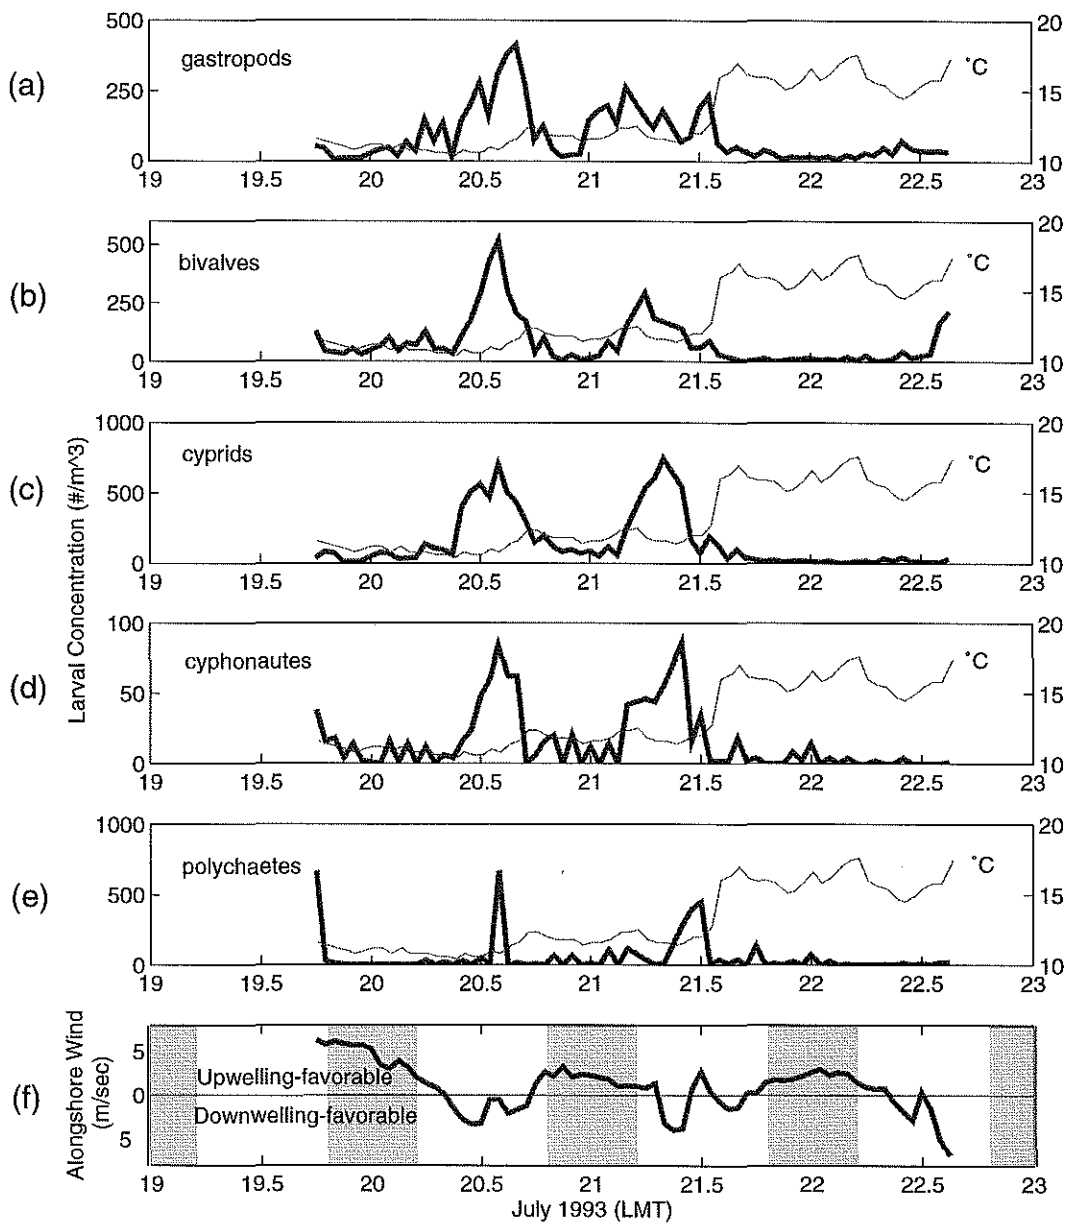 (a)
500
250
0
gastropods
°C
20
15
10
19 19.5 20 20.5 21 21.5 22 22.5 23
(b)
500
250
0
bivalves
°C
20
15
10
19 19.5 20 20.5 21 21.5 22 22.5 23
Larval Concentration (#/m^3)
(c)
1000
500
0
cyprids
°C
20
15
10
19 19.5 20 20.5 21 21.5 22 22.5 23
(d)
100
50
0
cyphonautes
°C
20
15
10
19 19.5 20 20.5 21 21.5 22 22.5 23
(e)
1000
500
0
polychaetes
°C
20
15
10
19 19.5 20 20.5 21 21.5 22 22.5 23
(f)
Alongshore Wind
(m/sec)
5
0
5
Upwelling-favorable
Downwelling-favorable
19 19.5 20 20.5 21 21.5 22 22.5 23
July 1993 (LMT)